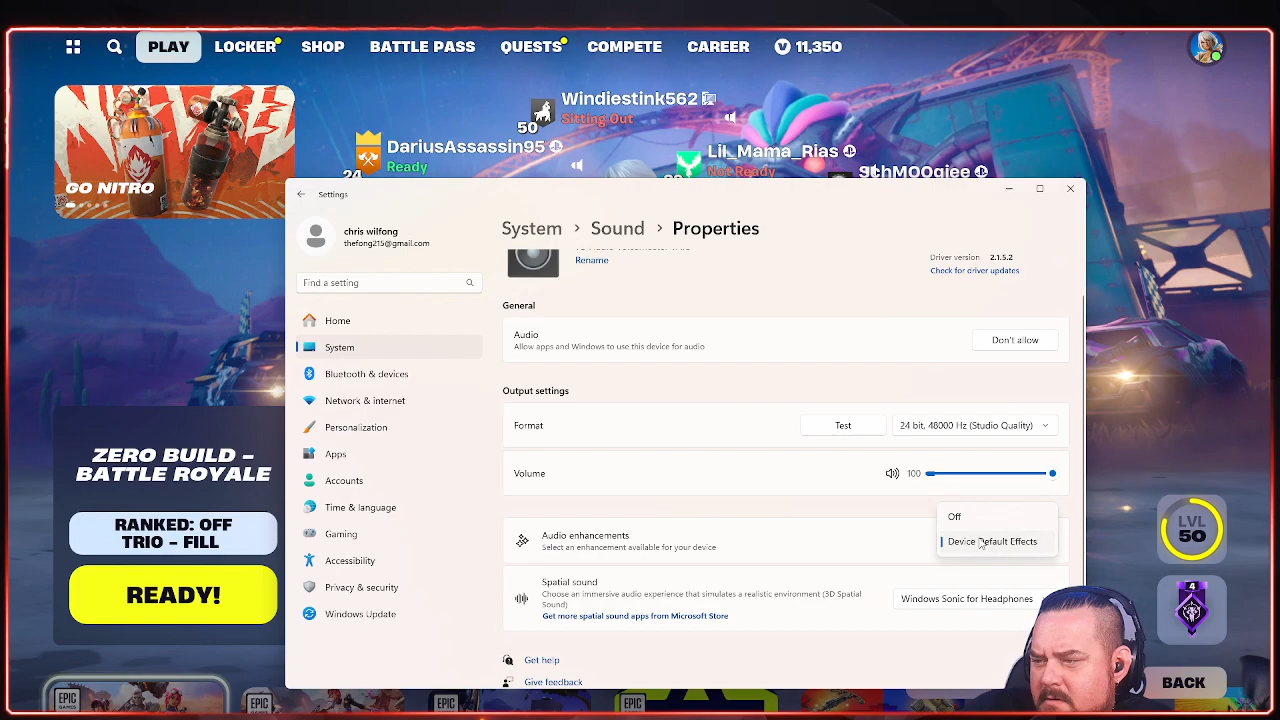 PLAY
LOCKER
SHOP
BATTLE PASS
QUESTS
COMPETE
CAREER
11,350
Windiestink562
Sitting Out
50
DariusAssassin95
Ready
24
Lil_Mama_Rias
Not Ready
GO NITRO
Settings
chris wilfong
thefong215@gmail.com
Find a setting
Home
System
Bluetooth & devices
Network & internet
Personalization
Apps
Accounts
Time & language
Gaming
Accessibility
Privacy & security
Windows Update
System > Sound > Properties
Rename
Driver version 2.1.5.2
Check for driver updates
General
Audio
Allow apps and Windows to use this device for audio
Don't allow
Output settings
Format
Test
24 bit, 48000 Hz (Studio Quality)
Volume
100
Audio enhancements
Select an enhancement available for your device
Off
Device Default Effects
Spatial sound
Choose an immersive audio experience that simulates a realistic environment (3D Spatial
Sound)
Get more spatial sound apps from Microsoft Store
Windows Sonic for Headphones
Get help
Give feedback
ZERO BUILD -
BATTLE ROYALE
RANKED: OFF
TRIO - FILL
READY!
LVL
50
4
BACK
EPIC
GAMES
EPIC
EPIC
EPIC